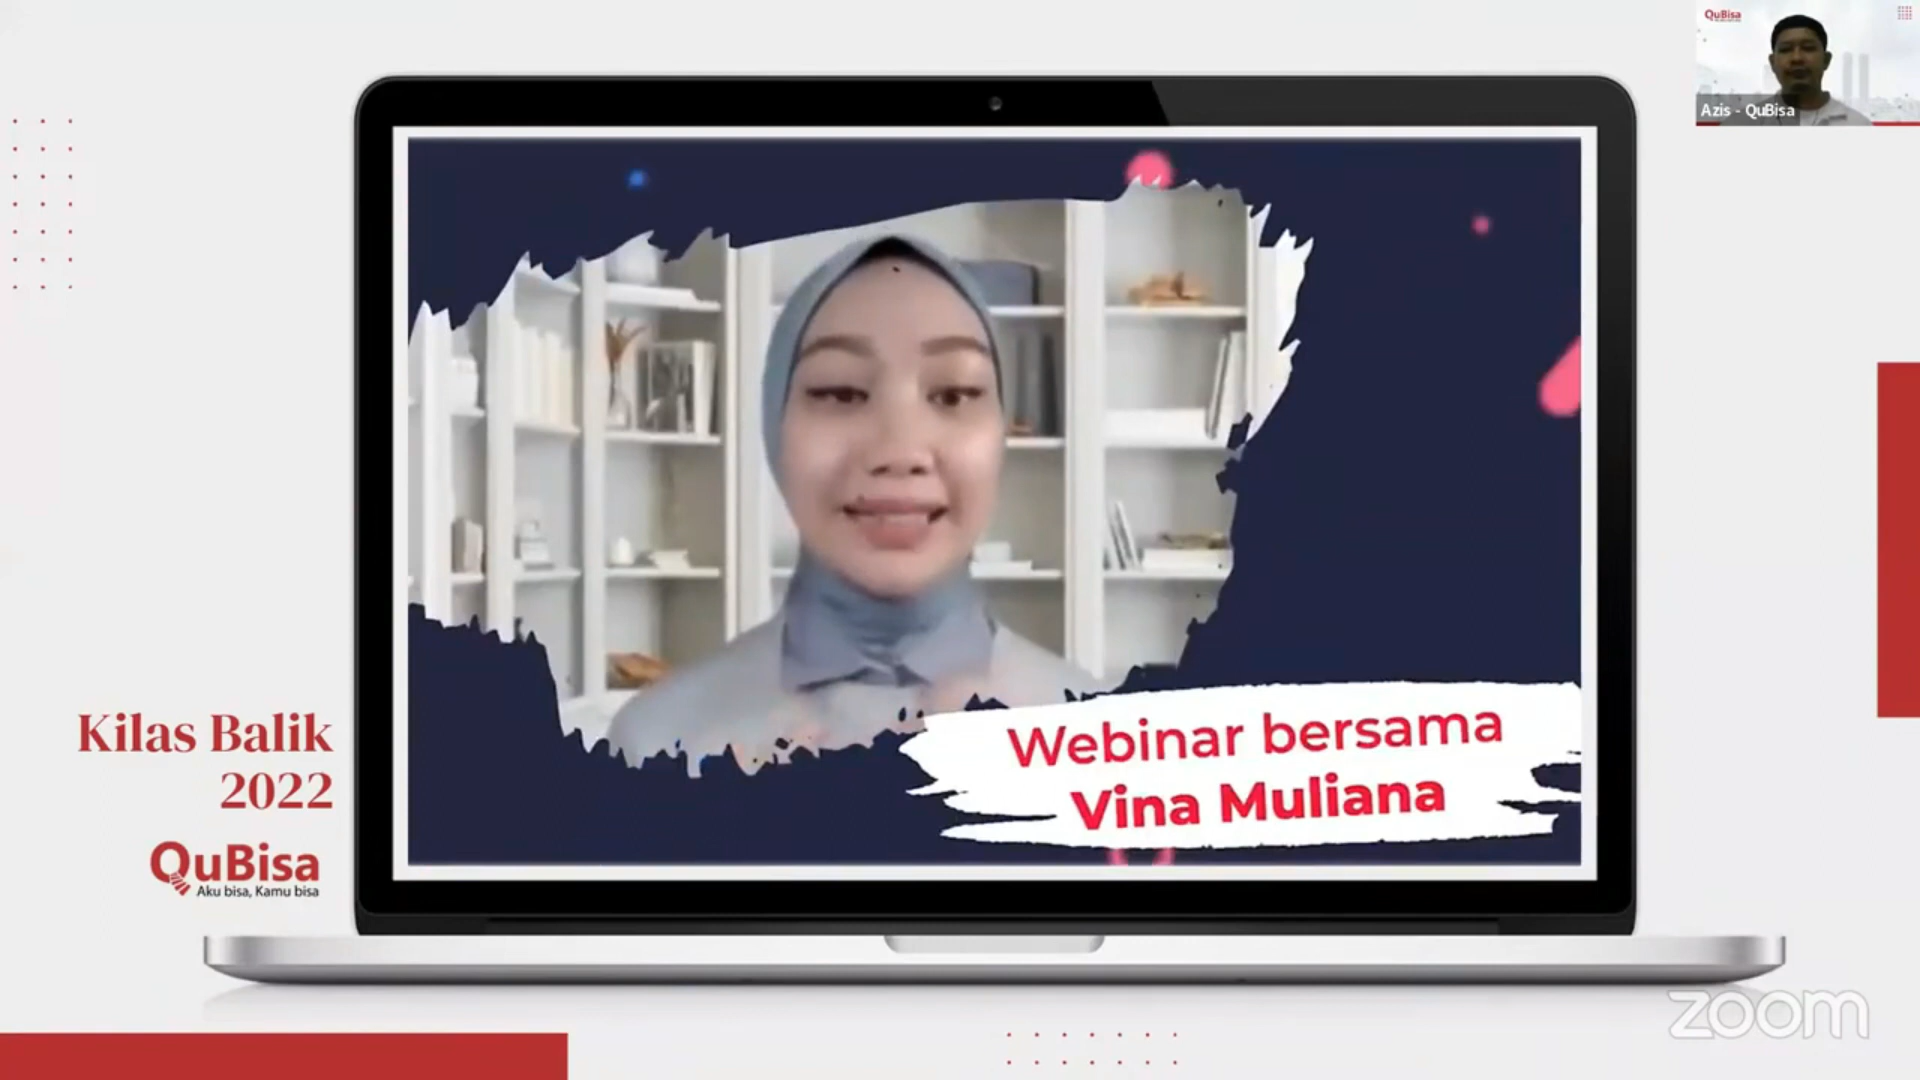 QuBisa
Azis - QuBisa
Webinar bersama
Vina Muliana
Kilas Balik
2022
QuBisa
Aku bisa, Kamu bisa
zoom